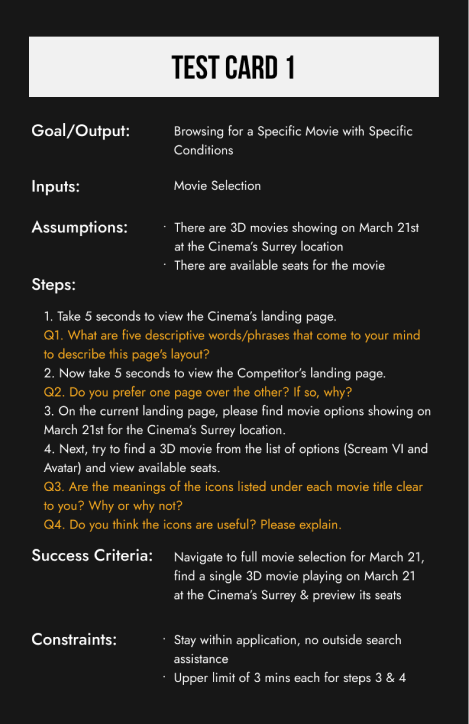 TEST CARD 1
Goal/Output:
Browsing for a Specific Movie with Specific
Conditions
Inputs:
Movie Selection
Assumptions:
· There are 3D movies showing on March 21st
at the Cinema's Surrey location
· There are available seats for the movie
Steps:
1. Take 5 seconds to view the Cinema's landing page.
Q1. What are five descriptive words/phrases that come to your mind
to describe this page's layout?
2. Now take 5 seconds to view the Competitor's landing page.
Q2. Do you prefer one page over the other? If so, why?
3. On the current landing page, please find movie options showing on
March 21st for the Cinema's Surrey location.
4. Next, try to find a 3D movie from the list of options (Scream VI and
Avatar) and view available seats.
Q3. Are the meanings of the icons listed under each movie title clear
to you? Why or why not?
Q4. Do you think the icons are useful? Please explain.
Success Criteria:
Navigate to full movie selection for March 21,
find a single 3D movie playing on March 21
at the Cinema's Surrey & preview its seats
Constraints:
· Stay within application, no outside search
assistance
· Upper limit of 3 mins each for steps 3 & 4